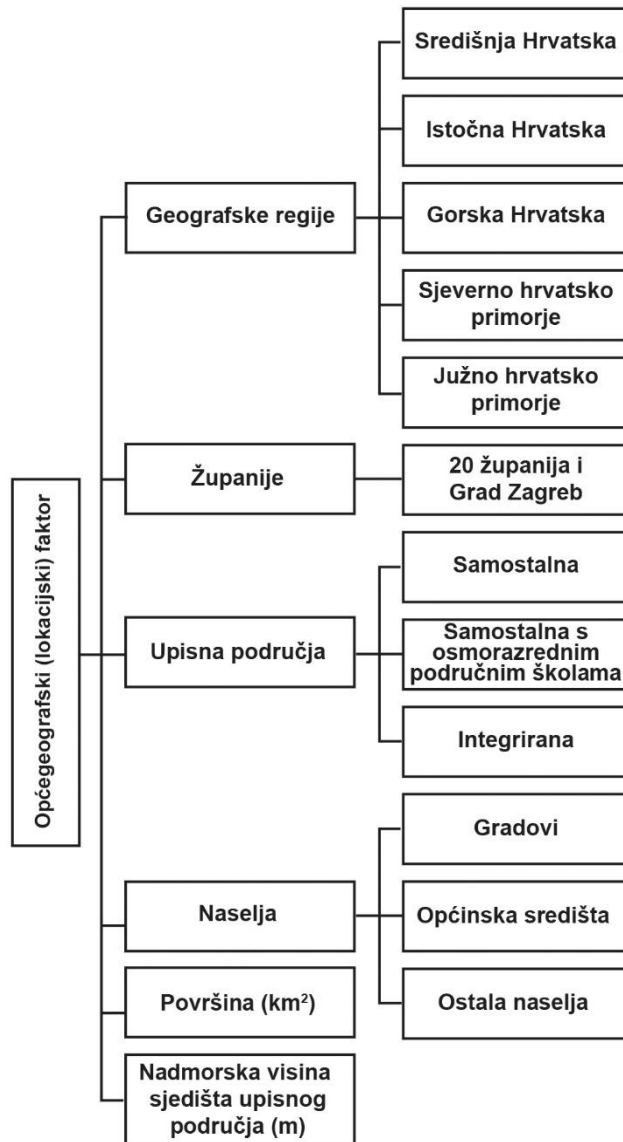 Općegeografski (lokacijski) faktor
Geografske regije
Središnja Hrvatska
Istočna Hrvatska
Gorska Hrvatska
Sjeverno hrvatsko
primorje
Južno hrvatsko
primorje
Županije
20 županija i
Grad Zagreb
Upisna područja
Samostalna
Samostalna s
osmorazrednim
područnim školama
Integrirana
Naselja
Gradovi
Općinska središta
Ostala naselja
Površina (km²)
Nadmorska visina
sjedišta upisnog
područja (m)